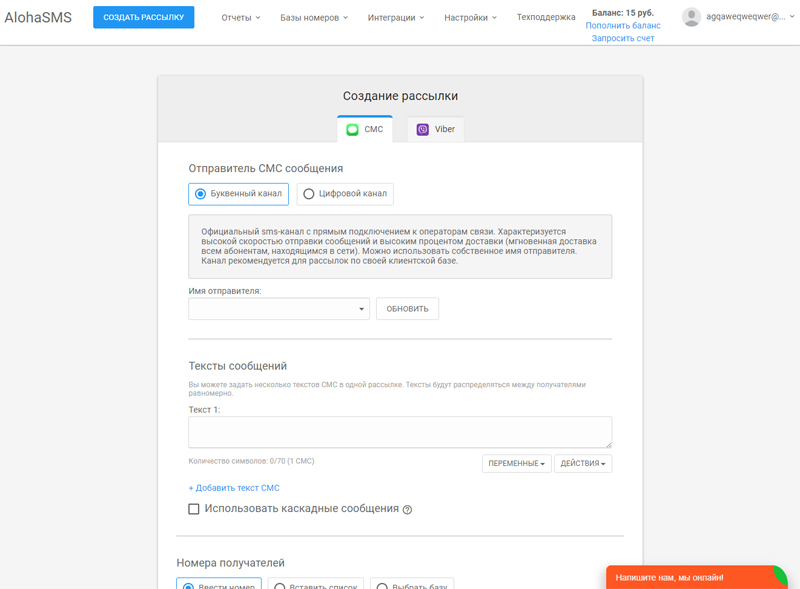 AlohaSMS
СОЗДАТЬ РАССЫЛКУ
Отчеты
Базы номеров
Интеграции
Настройки
Техподдержка
Баланс: 15 руб.
Пополнить баланс
Запросить счет
agqaweqweqwer@...
Создание рассылки
СМС
Viber
Отправитель СМС сообщения
Буквенный канал
Цифровой канал
Официальный sms-канал с прямым подключением к операторам связи. Характеризуется
высокой скоростью отправки сообщений и высоким процентом доставки (мгновенная доставка
всем абонентам, находящимся в сети). Можно использовать собственное имя отправителя.
Канал рекомендуется для рассылок по своей клиентской базе.
Имя отправителя:
ОБНОВИТЬ
Тексты сообщений
Вы можете задать несколько текстов СМС в одной рассылке. Тексты будут распределяться между получателями
равномерно.
Текст 1:
Количество символов: 0/70 (1 СМС)
ПЕРЕМЕННЫЕ
ДЕЙСТВИЯ
+ Добавить текст СМС
Использовать каскадные сообщения
Номера получателей
Ввести номер
Вставить список
Выбрать базу
Напишите нам, мы онлайн!